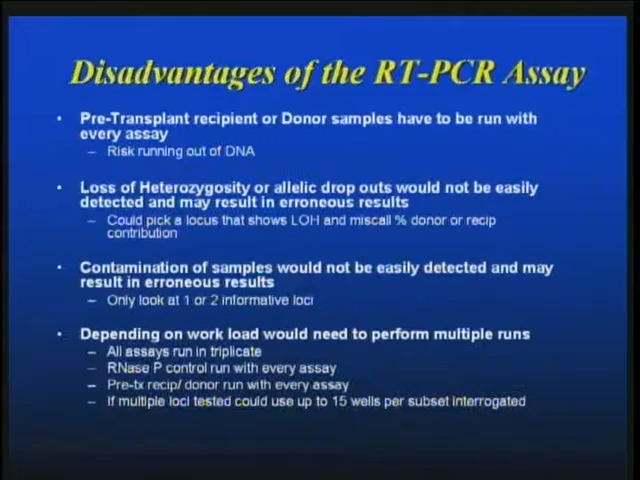 Disadvantages of the RT-PCR Assay
• Pre-Transplant recipient or Donor samples have to be run with
every assay
– Risk running out of DNA
• Loss of Heterozygosity or allelic drop outs would not be easily
detected and may result in erroneous results
– Could pick a locus that shows LOH and miscall % donor or recip
contribution
• Contamination of samples would not be easily detected and may
result in erroneous results
– Only look at 1 or 2 informative loci
• Depending on work load would need to perform multiple runs
– All assays run in triplicate
– RNase P control run with every assay
– Pre-tx recip/ donor run with every assay
– If multiple loci tested could use up to 15 wells per subset interrogated